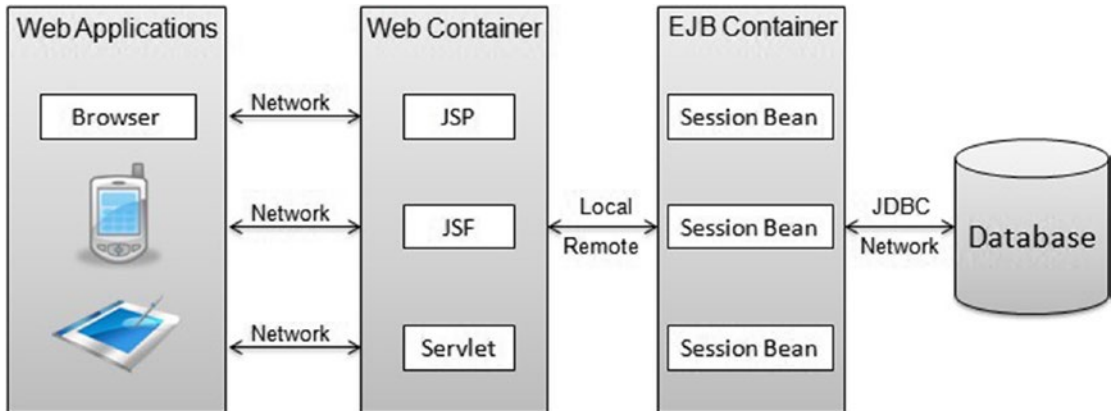 Web Applications
Web Container
EJB Container
Browser
Network
JSP
Session Bean
Network
JSF
Local
Remote
Session Bean
JDBC
Network
Database
Network
Servlet
Session Bean